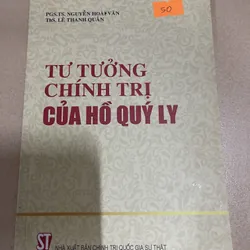 PGS.TS. NGUYỄN HOÀI VĂN
ThS. LÊ THANH QUÂN
50
TƯ TƯỞNG
CHÍNH TRỊ
CỦA HỒ QUÝ LY
ST
NHÀ XUẤT BẢN CHÍNH TRỊ QUỐC GIA SỰ THẬT